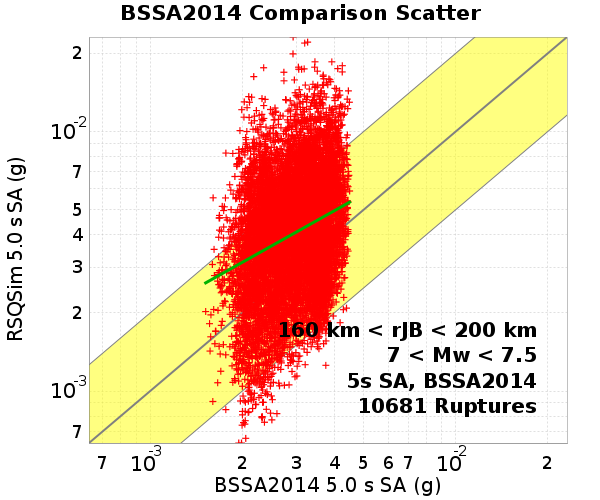 BSSA2014 Comparison Scatter
RSQSim 5.0 s SA (g)
2
10-2
7
5
4
3
2
10-3
7
160 km < rJB < 200 km
7 < Mw < 7.5
5s SA, BSSA2014
10681 Ruptures
7 10-3 2 3 4 5 6 7 10-2 2
BSSA2014 5.0 s SA (g)